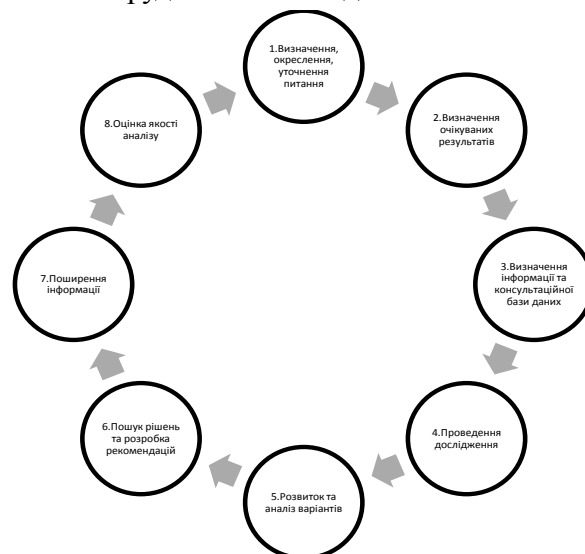 1.Визначення,
окреслення,
уточнення
питання
2.Визначення
очікуваних
результатів
3.Визначення
інформації та
консультаційної
бази даних
4.Проведення
дослідження
5.Розвиток та
аналіз варіантів
6.Пошук рішень
та розробка
рекомендацій
7.Поширення
інформації
8.Оцінка якості
аналізу